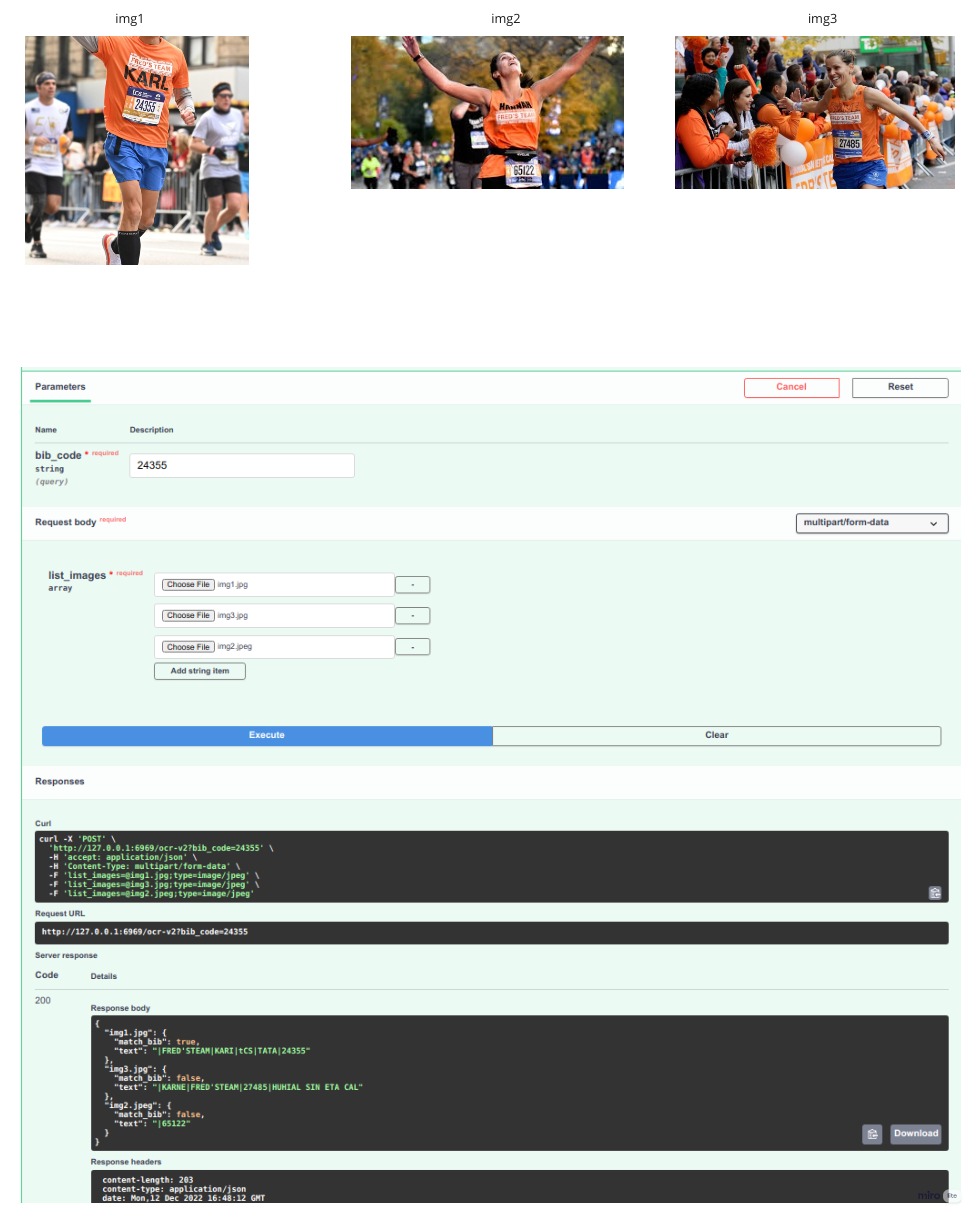 img1
img2
img3
FRED'S TEAM
KARL
tcs
24355
HANNAH
FRED'S TEAM
65122
FRED'S TEAM
27485
Parameters
Cancel
Reset
Name
Description
bib_code * required
string
(query)
24355
Request body required
multipart/form-data
list_images * required
array
Choose File img1.jpg
-
Choose File img3.jpg
-
Choose File img2.jpeg
-
Add string item
Execute
Clear
Responses
Curl
curl -X 'POST' \
'http://127.0.0.1:6969/ocr-v2?bib_code=24355' \
-H 'accept: application/json' \
-H 'Content-Type: multipart/form-data' \
-F 'list_images=@img1.jpg;type=image/jpeg' \
-F 'list_images=@img3.jpg;type=image/jpeg' \
-F 'list_images=@img2.jpeg;type=image/jpeg'
Request URL
http://127.0.0.1:6969/ocr-v2?bib_code=24355
Server response
Code
Details
200
Response body
{
"img1.jpg": {
"match_bib": true,
"text": "|FRED'STEAM|KARI|tCS|TATA|24355"
},
"img3.jpg": {
"match_bib": false,
"text": "|KARNE|FRED'STEAM|27485|HUHIAL SIN ETA CAL"
},
"img2.jpeg": {
"match_bib": false,
"text": "|65122"
}
}
Download
Response headers
content-length: 203
content-type: application/json
date: Mon,12 Dec 2022 16:48:12 GMT
miro lite